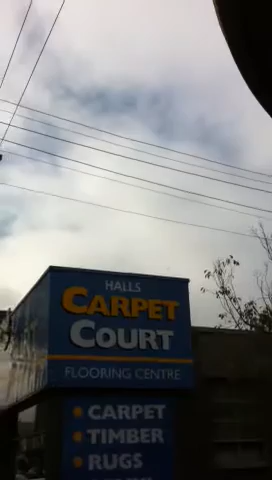 HALLS
CARPET
COURT
FLOORING CENTRE
CARPET
TIMBER
RUGS